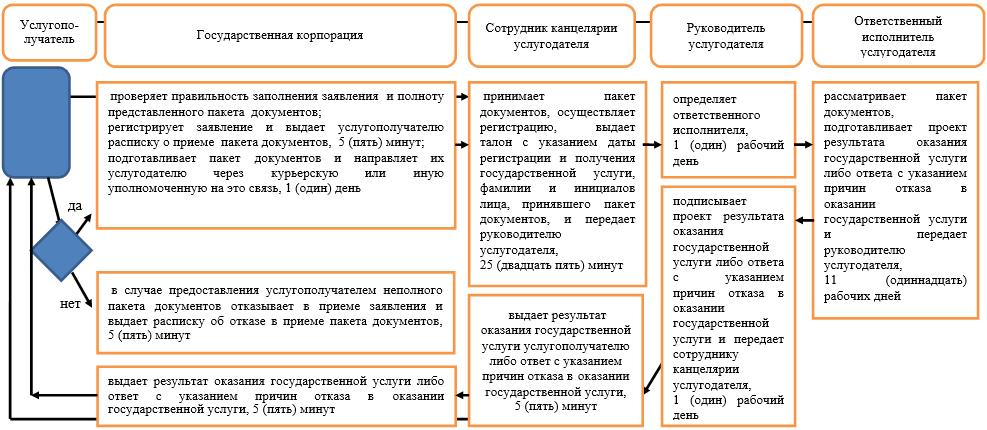 Услугопо-
лучатель
Государственная корпорация
Сотрудник канцелярии
услугодателя
Руководитель
услугодателя
Ответственный
исполнитель
услугодателя
проверяет правильность заполнения заявления и полноту
представленного пакета документов;
регистрирует заявление и выдает услугополучателю
расписку о приеме пакета документов, 5 (пять) минут;
подготавливает пакет документов и направляет их
услугодателю через курьерскую или иную
уполномоченную на это связь, 1 (один) день
принимает пакет
документов, осуществляет
регистрацию, выдает
талон с указанием даты
регистрации и получения
государственной услуги,
фамилии и инициалов
лица, принявшего пакет
документов, и передает
руководителю
услугодателя,
25 (двадцать пять) минут
определяет
ответственного
исполнителя,
1 (один) рабочий
день
рассматривает пакет
документов,
подготавливает проект
результата оказания
государственной услуги
либо ответа с указанием
причин отказа в
оказании
государственной услуги
и передает
руководителю
услугодателя,
11 (одиннадцать)
рабочих дней
да
нет
в случае предоставления услугополучателем неполного
пакета документов отказывает в приеме заявления и
выдает расписку об отказе в приеме пакета документов,
5 (пять) минут
подписывает
проект результата
оказания
государственной
услуги либо ответа
с указанием
причин отказа в
оказании
государственной
услуги и передает
сотруднику
канцелярии
услугодателя,
1 (один) рабочий
день
выдает результат
оказания государственной
услуги услугополучателю
либо ответ с указанием
причин отказа в оказании
государственной услуги,
5 (пять) минут
выдает результат оказания государственной услуги либо
ответ с указанием причин отказа в оказании
государственной услуги, 5 (пять) минут